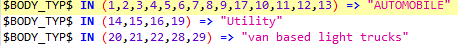 $BODY_TYP$ IN (1,2,3,4,5,6,7,8,9,17,10,11,12,13) => "AUTOMOBILE"
$BODY_TYP$ IN (14,15,16,19) => "Utility"
$BODY_TYP$ IN (20,21,22,28,29) => "van based light trucks"